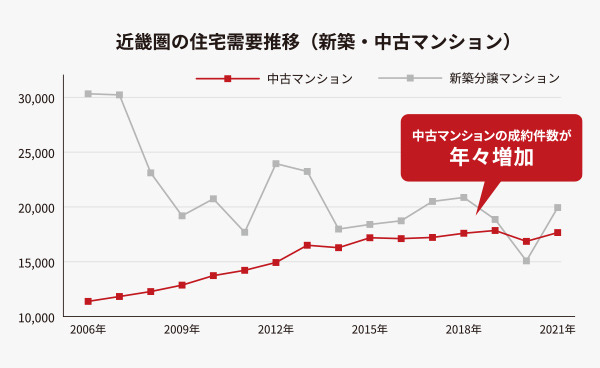 近畿圏の住宅需要推移（新築・中古マンション）
中古マンション
新築分譲マンション
30,000
25,000
20,000
15,000
10,000
中古マンションの成約件数が
年々増加
2006年
2009年
2012年
2015年
2018年
2021年